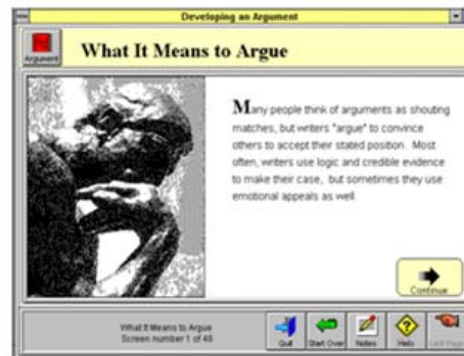 Developing an Argument
Argument
What It Means to Argue
Many people think of arguments as shouting
matches, but writers "argue" to convince
others to accept their stated position. Most
often, writers use logic and credible evidence
to make their case, but sometimes they use
emotional appeals as well.
Continue
What It Means to Argue
Screen number 1 of 48
Quit
Start Over
Notes
Help
Last Page